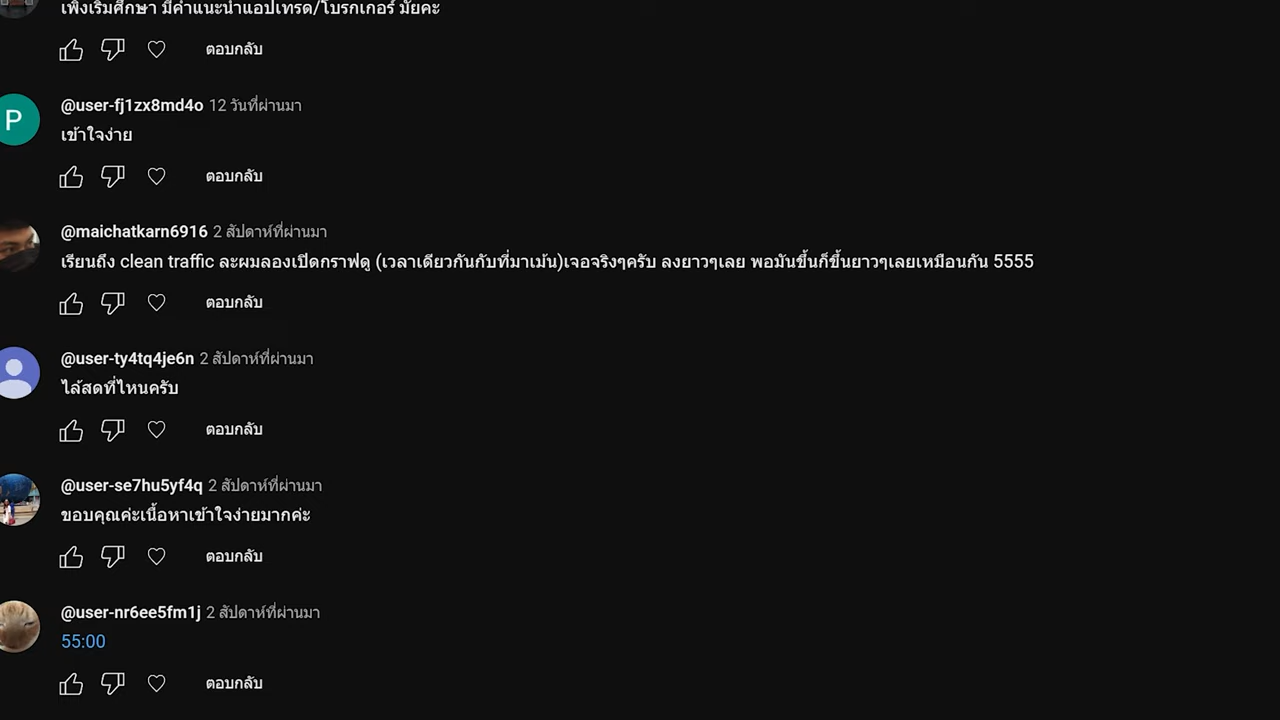 เพิ่งเริ่มศึกษา มีคำแนะนำแอปเทรด/โบรกเกอร์ มั้ยคะ
ตอบกลับ
P
@user-fj1zx8md4o 12 วันที่ผ่านมา
เข้าใจง่าย
ตอบกลับ
@maichatkarn6916 2 สัปดาห์ที่ผ่านมา
เรียนถึง clean traffic ละผมลองเปิดกราฟดู (เวลาเดียวกันกับที่มาเม้น)เจอจริงๆครับ ลงยาวๆเลย พอมันขึ้นก็ขึ้นยาวๆเลยเหมือนกัน 5555
ตอบกลับ
@user-ty4tq4je6n 2 สัปดาห์ที่ผ่านมา
ไล้สดที่ไหนครับ
ตอบกลับ
@user-se7hu5yf4q 2 สัปดาห์ที่ผ่านมา
ขอบคุณค่ะเนื้อหาเข้าใจง่ายมากค่ะ
ตอบกลับ
@user-nr6ee5fm1j 2 สัปดาห์ที่ผ่านมา
55:00
ตอบกลับ